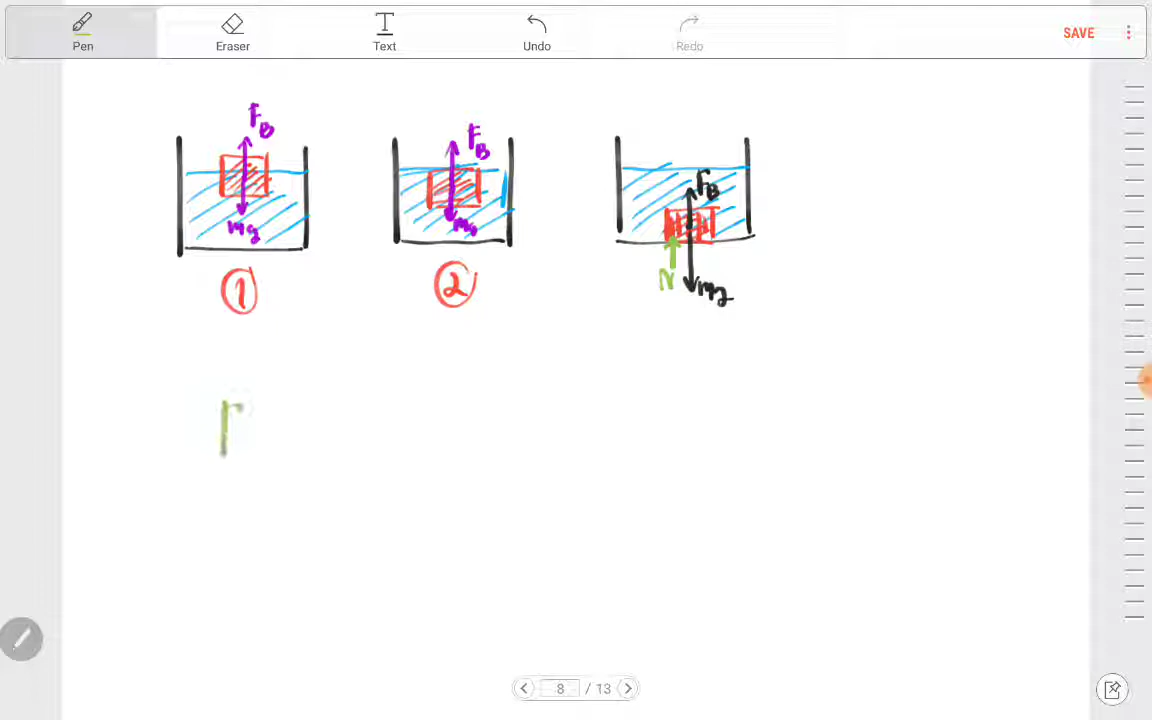 Pen
Eraser
Text
Undo
Redo
SAVE
F_B
F_B
F_B
mg
mg
N
mg
①
②
8 / 13